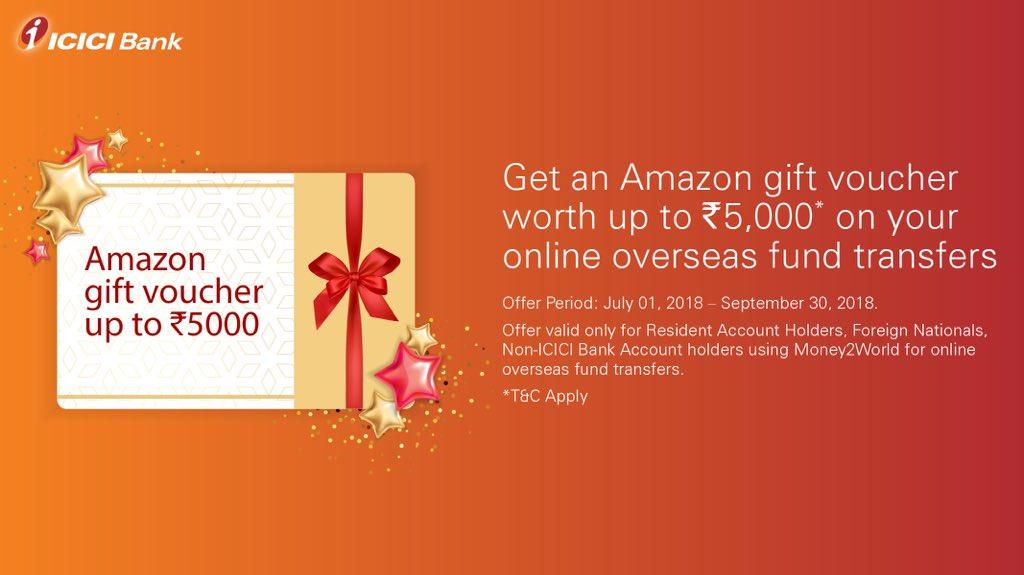 ICICI Bank
Amazon
gift voucher
up to ₹5000
Get an Amazon gift voucher
worth up to ₹5,000* on your
online overseas fund transfers
Offer Period: July 01, 2018 – September 30, 2018.
Offer valid only for Resident Account Holders, Foreign Nationals,
Non-ICICI Bank Account holders using Money2World for online
overseas fund transfers.
*T&C Apply